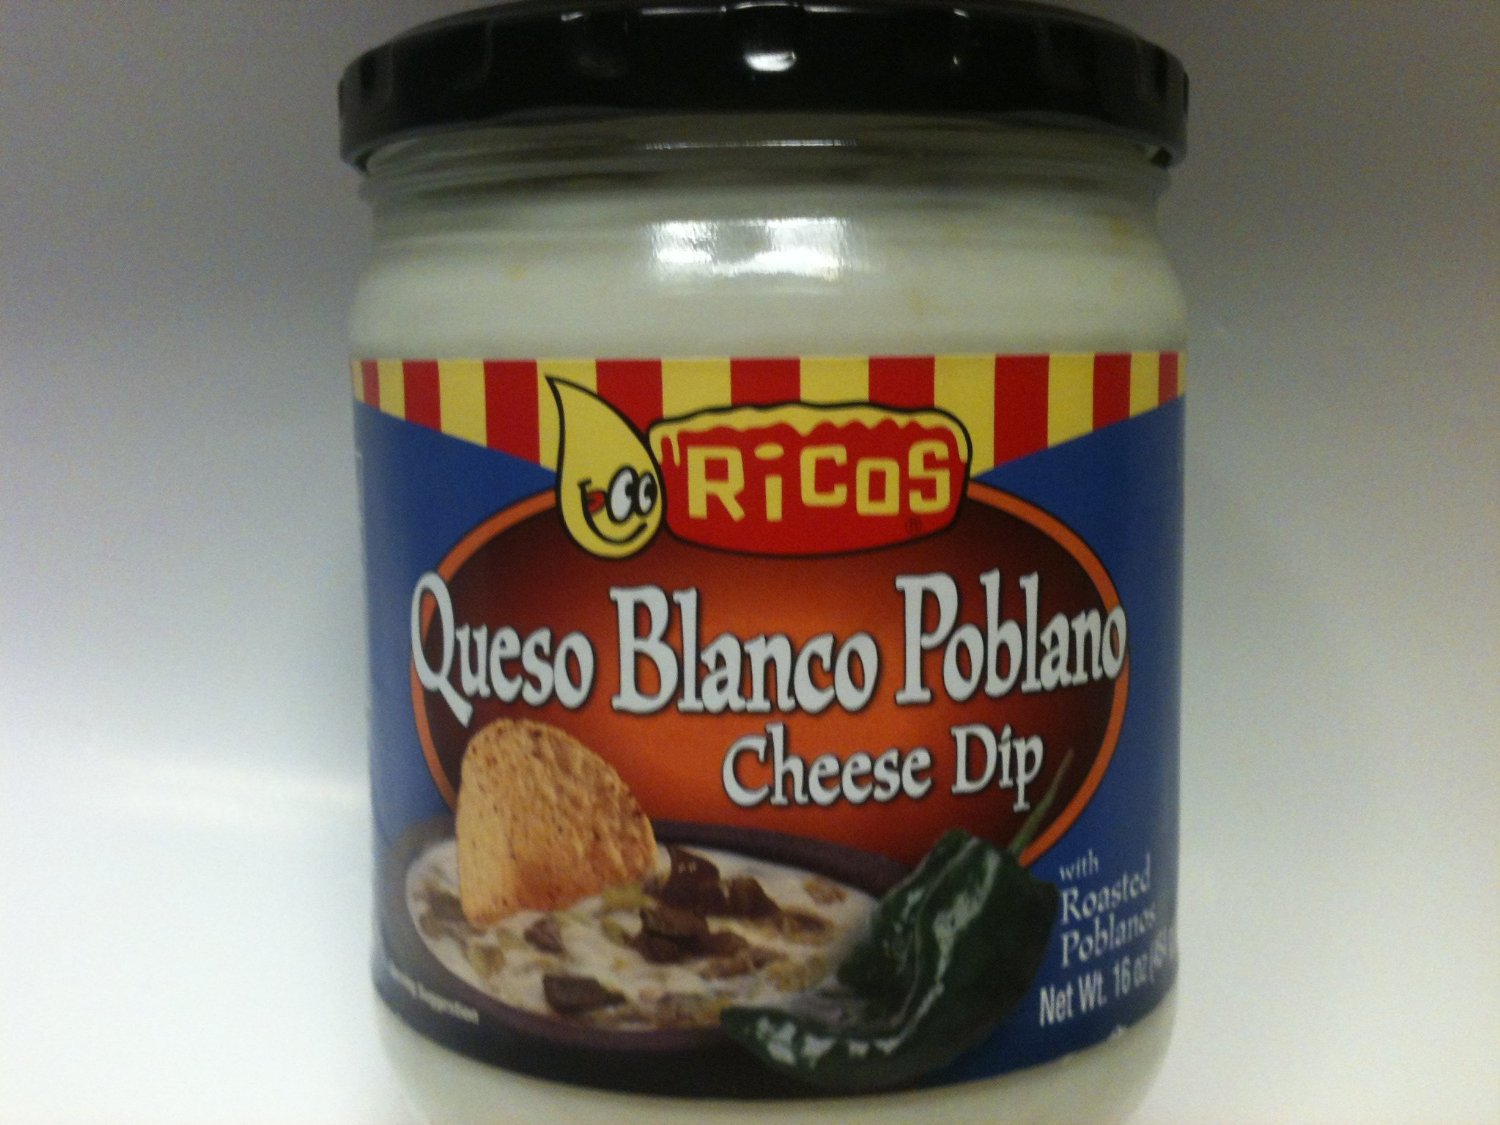 RiCoS
®
Queso Blanco Poblano
Cheese Dip
with
Roasted
Poblanos
Net Wt. 16 oz